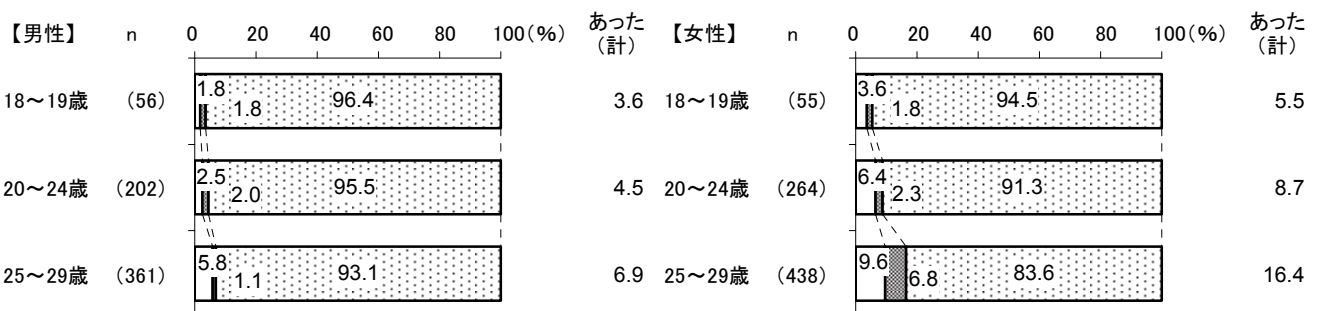 【男性】 n 0 20 40 60 80 100(%) あった（計） 【女性】 n 0 20 40 60 80 100(%) あった（計）
18～19歳 (56) 1.8 1.8 96.4 3.6 18～19歳 (55) 3.6 1.8 94.5 5.5
20～24歳 (202) 2.5 2.0 95.5 4.5 20～24歳 (264) 6.4 2.3 91.3 8.7
25～29歳 (361) 5.8 1.1 93.1 6.9 25～29歳 (438) 9.6 6.8 83.6 16.4